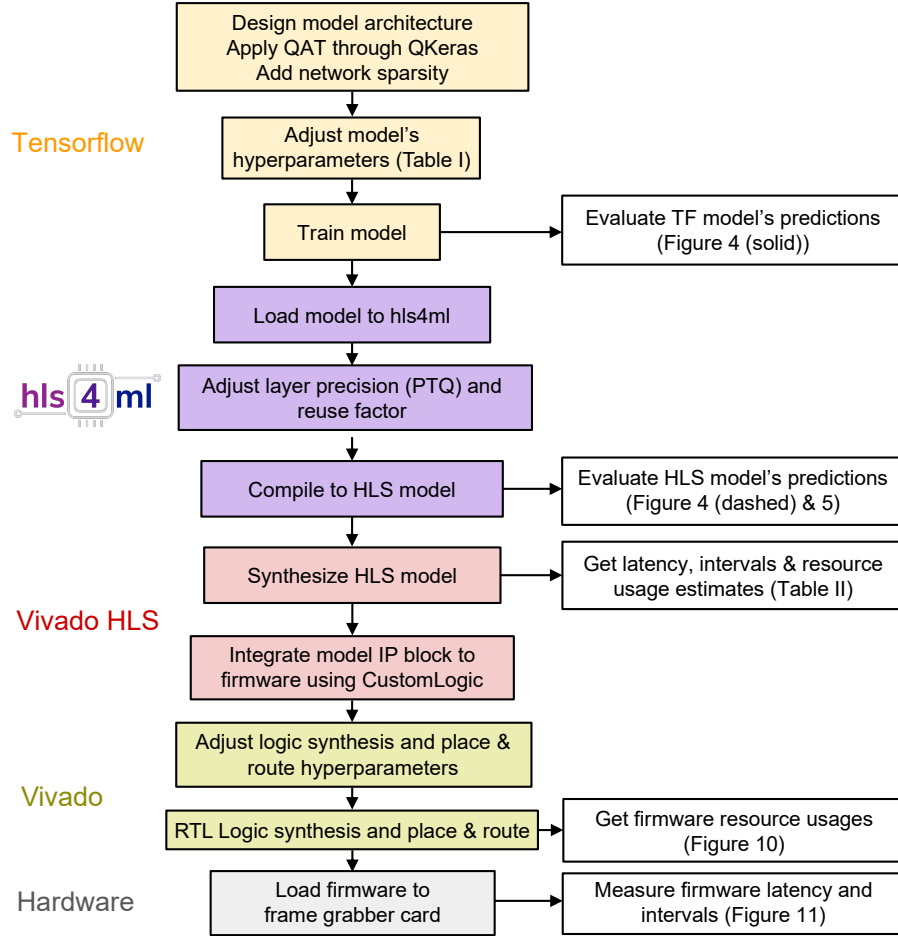 Design model architecture
Apply QAT through QKeras
Add network sparsity
Tensorflow
Adjust model's
hyperparameters (Table I)
Train model
Evaluate TF model's predictions
(Figure 4 (solid))
Load model to hls4ml
hls 4 ml
Adjust layer precision (PTQ) and
reuse factor
Compile to HLS model
Evaluate HLS model's predictions
(Figure 4 (dashed) & 5)
Synthesize HLS model
Get latency, intervals & resource
usage estimates (Table II)
Vivado HLS
Integrate model IP block to
firmware using CustomLogic
Adjust logic synthesis and place &
route hyperparameters
Vivado
RTL Logic synthesis and place & route
Get firmware resource usages
(Figure 10)
Hardware
Load firmware to
frame grabber card
Measure firmware latency and
intervals (Figure 11)